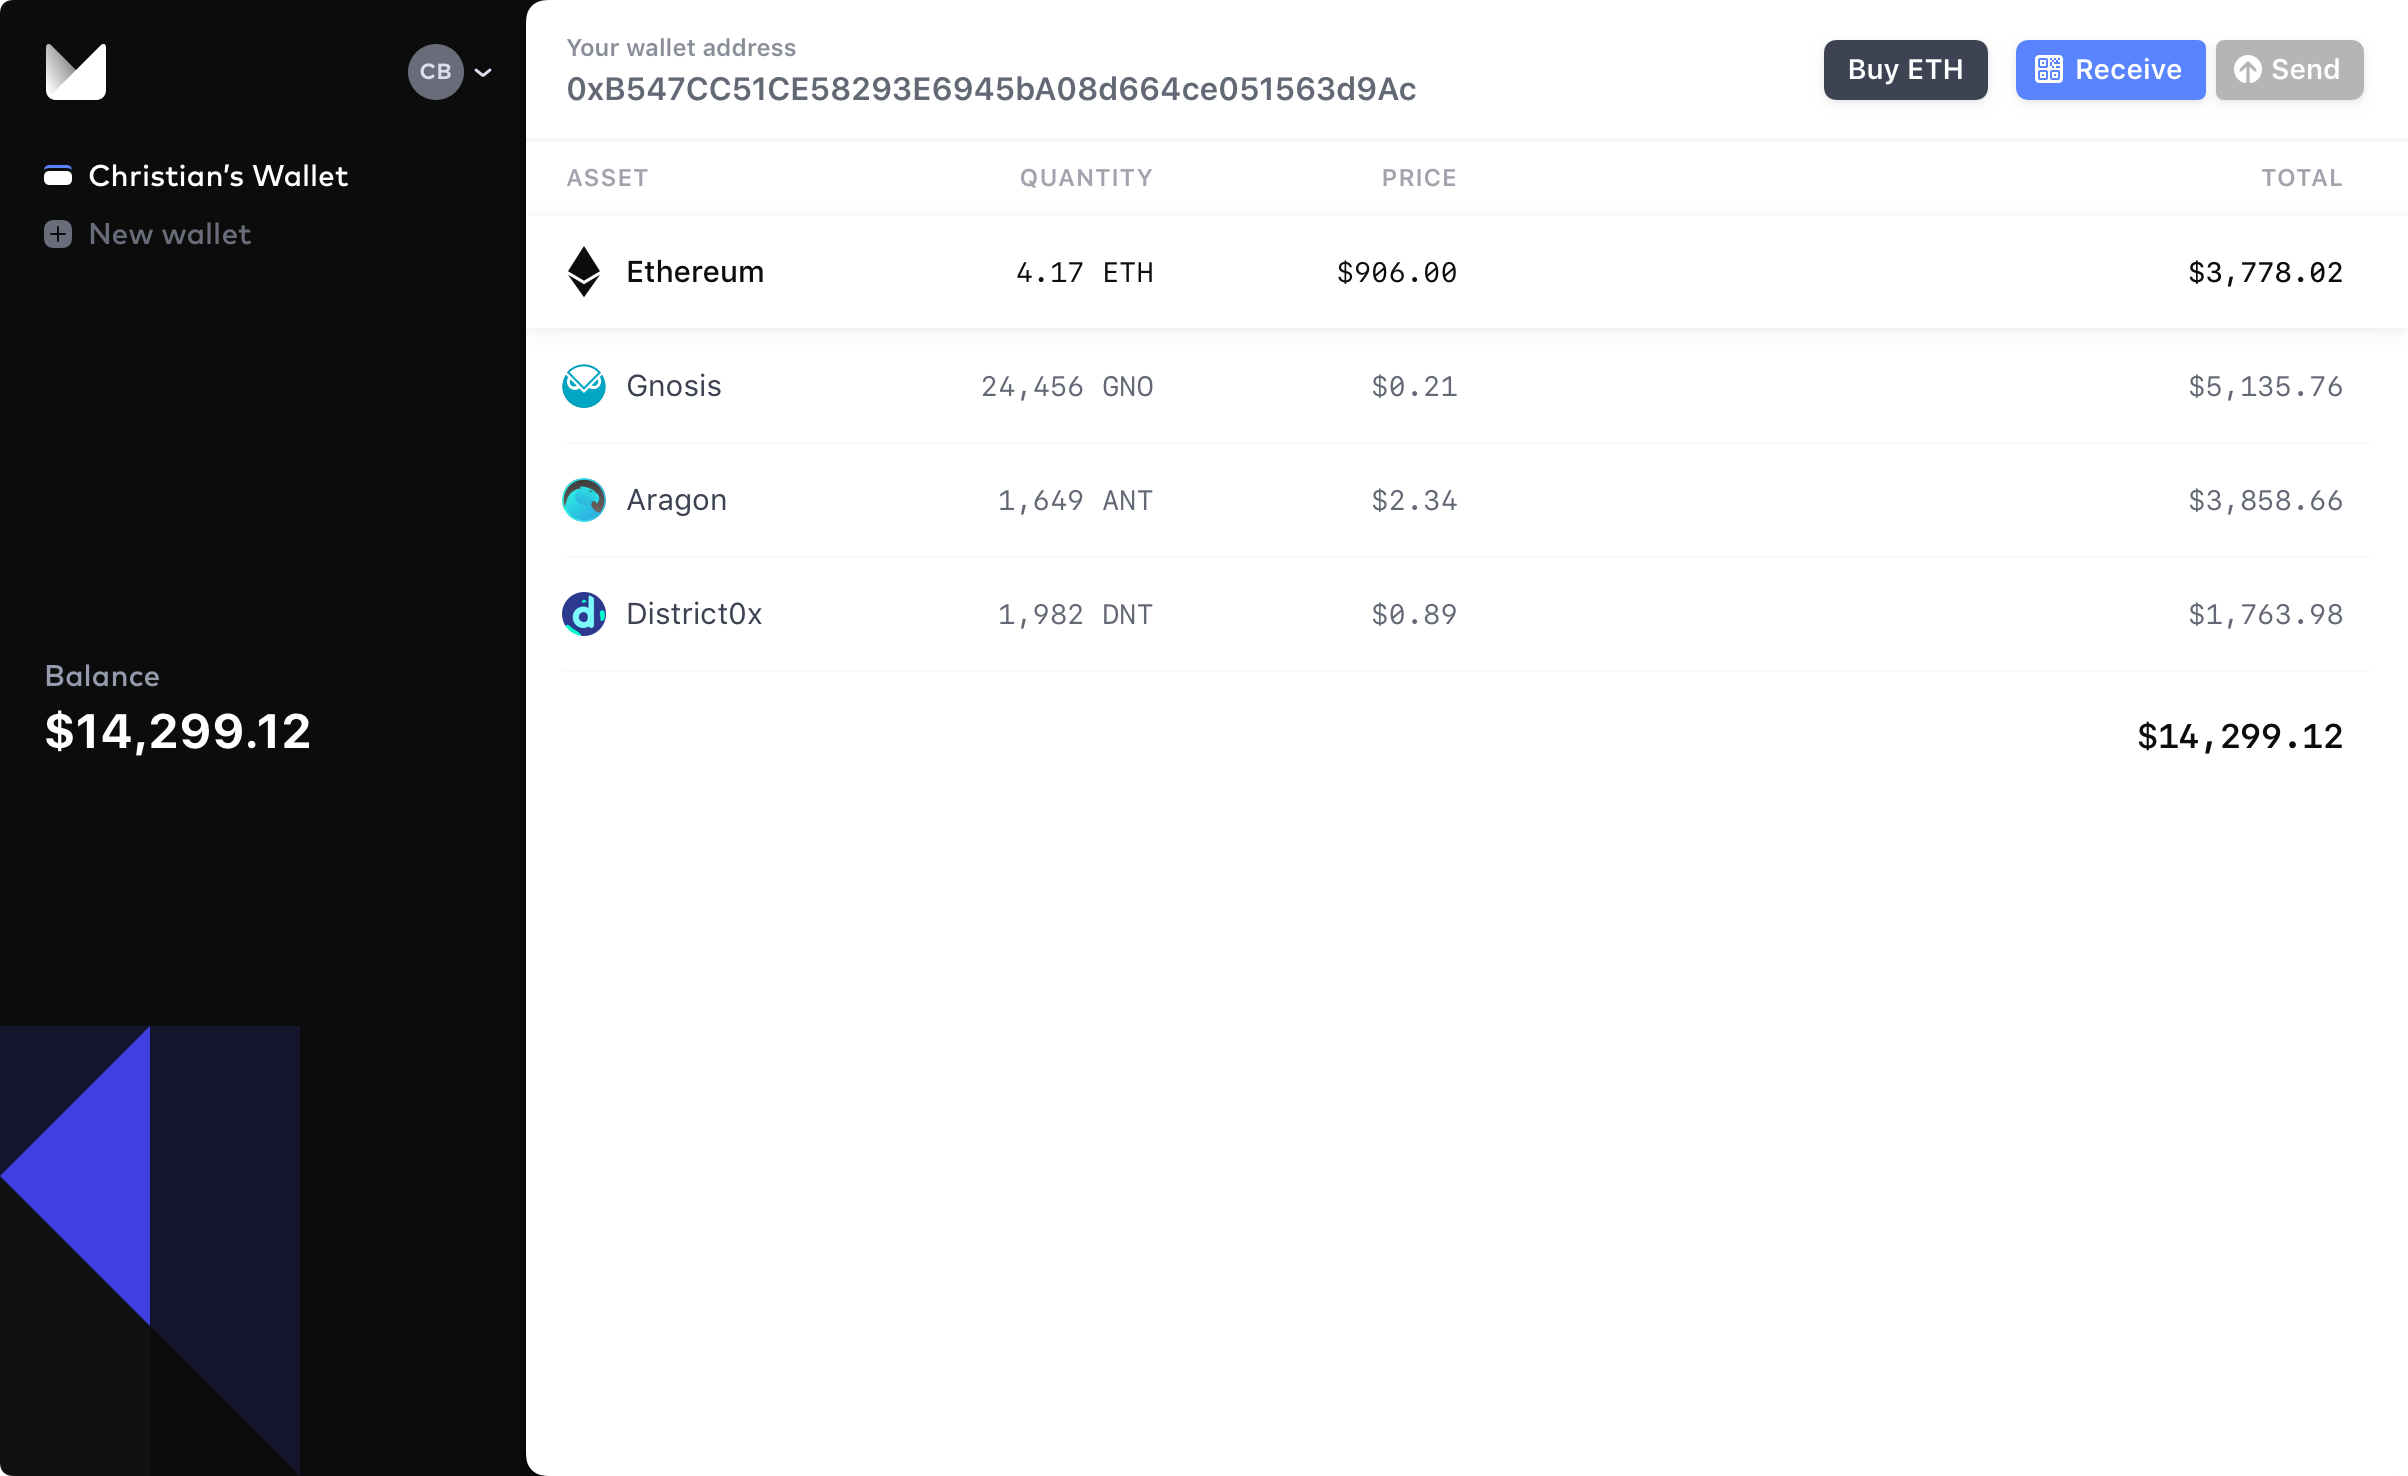 CB
Christian's Wallet
New wallet
Balance
$14,299.12
Your wallet address
0xB547CC51CE58293E6945bA08d664ce051563d9Ac
Buy ETH
Receive
Send
ASSET QUANTITY PRICE TOTAL
Ethereum 4.17 ETH $906.00 $3,778.02
Gnosis 24,456 GNO $0.21 $5,135.76
Aragon 1,649 ANT $2.34 $3,858.66
District0x 1,982 DNT $0.89 $1,763.98
$14,299.12